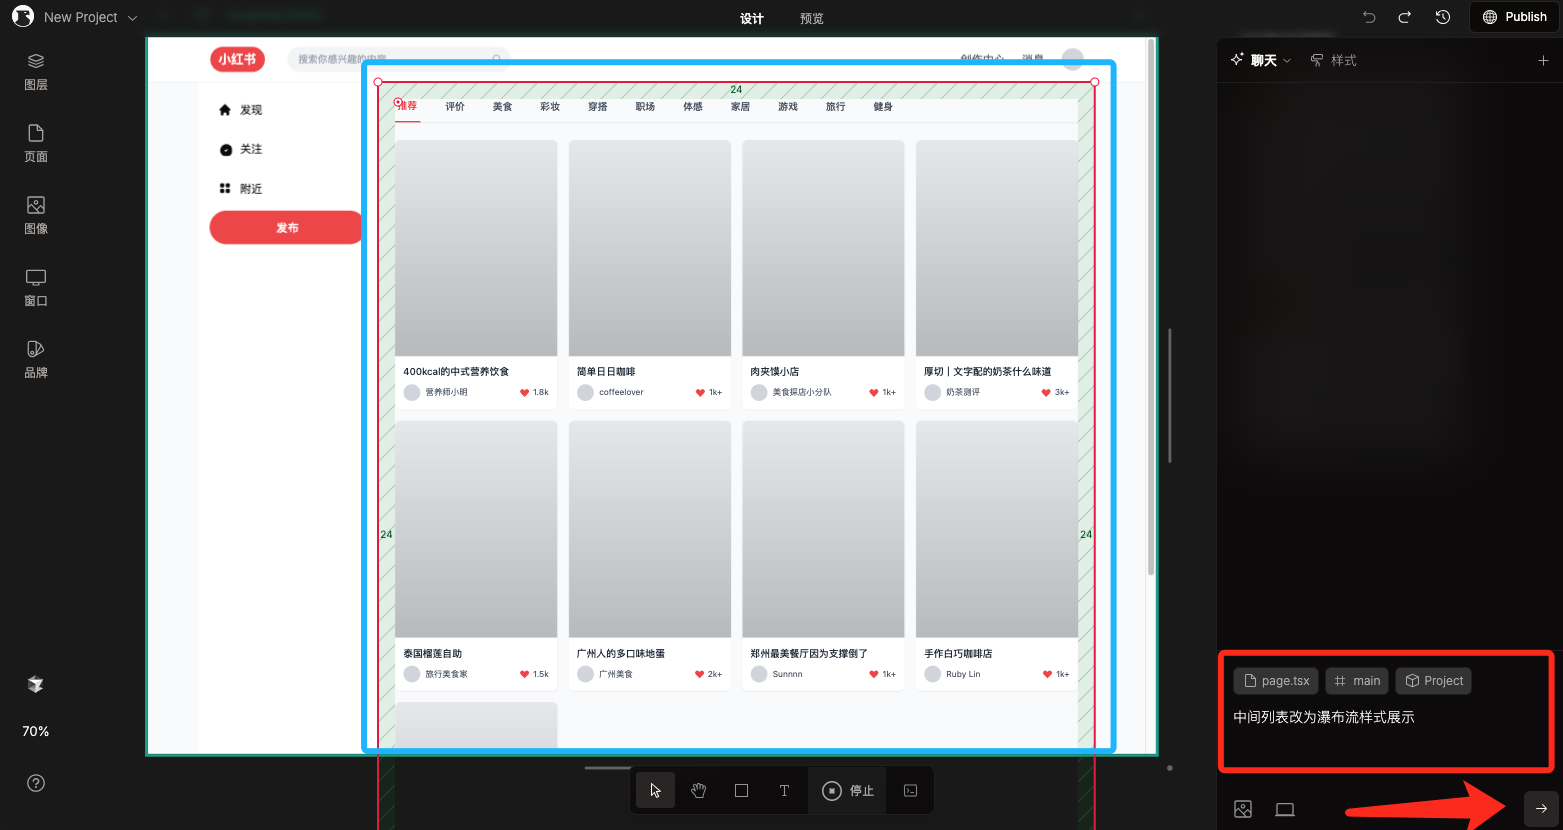 New Project
设计
预览
Publish
图层
页面
图像
窗口
品牌
70%
小红书
搜索你感兴趣的内容
创作中心
消息
发现
关注
附近
发布
24
推荐
评价
美食
彩妆
穿搭
职场
体感
家居
游戏
旅行
健身
400kcal的中式营养饮食
营养师小明
1.8k
简单日日咖啡
coffeelover
1k+
肉夹馍小店
美食探店小分队
1k+
厚切｜文字配的奶茶什么味道
奶茶测评
3k+
24
24
泰国榴莲自助
旅行美食家
1.5k
广州人的多口味地蛋
广州美食
2k+
郑州最美餐厅因为支撑倒了
Sunnnn
1k+
手作白巧咖啡店
Ruby Lin
1k+
T
停止
聊天
样式
page.tsx
main
Project
中间列表改为瀑布流样式展示